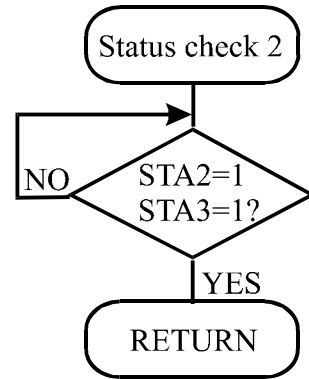 Status check 2
STA2=1
STA3=1?
NO
YES
RETURN